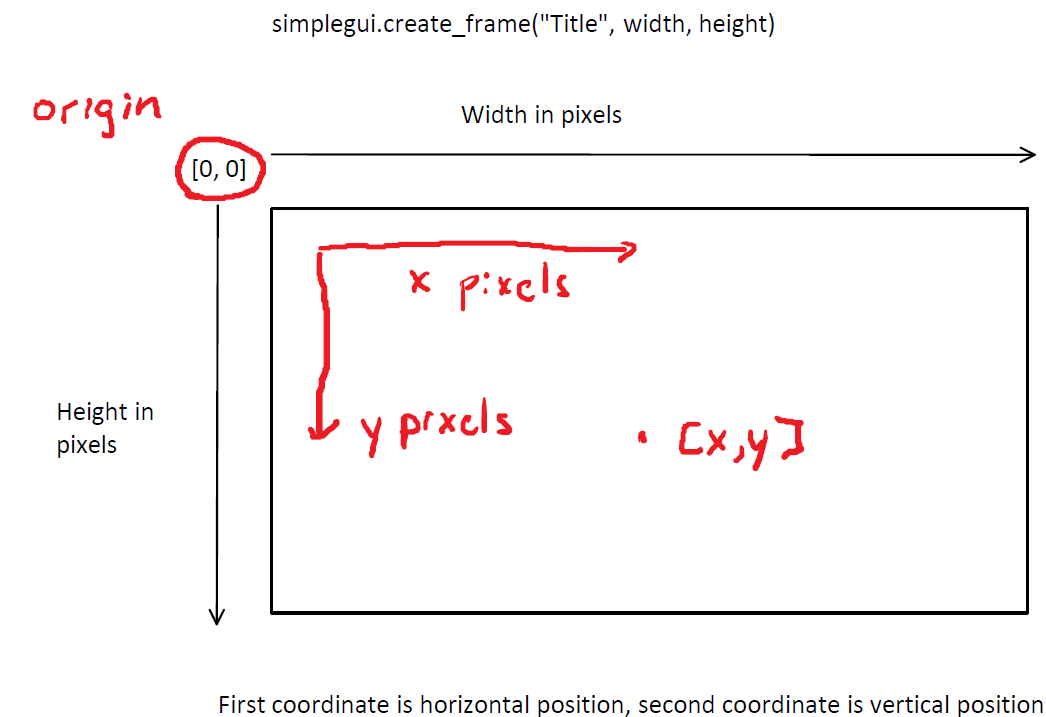 simplegui.create_frame("Title", width, height)
origin
Width in pixels
[0, 0]
x pixels
Height in
pixels
y pixels
[x,y]
First coordinate is horizontal position, second coordinate is vertical position